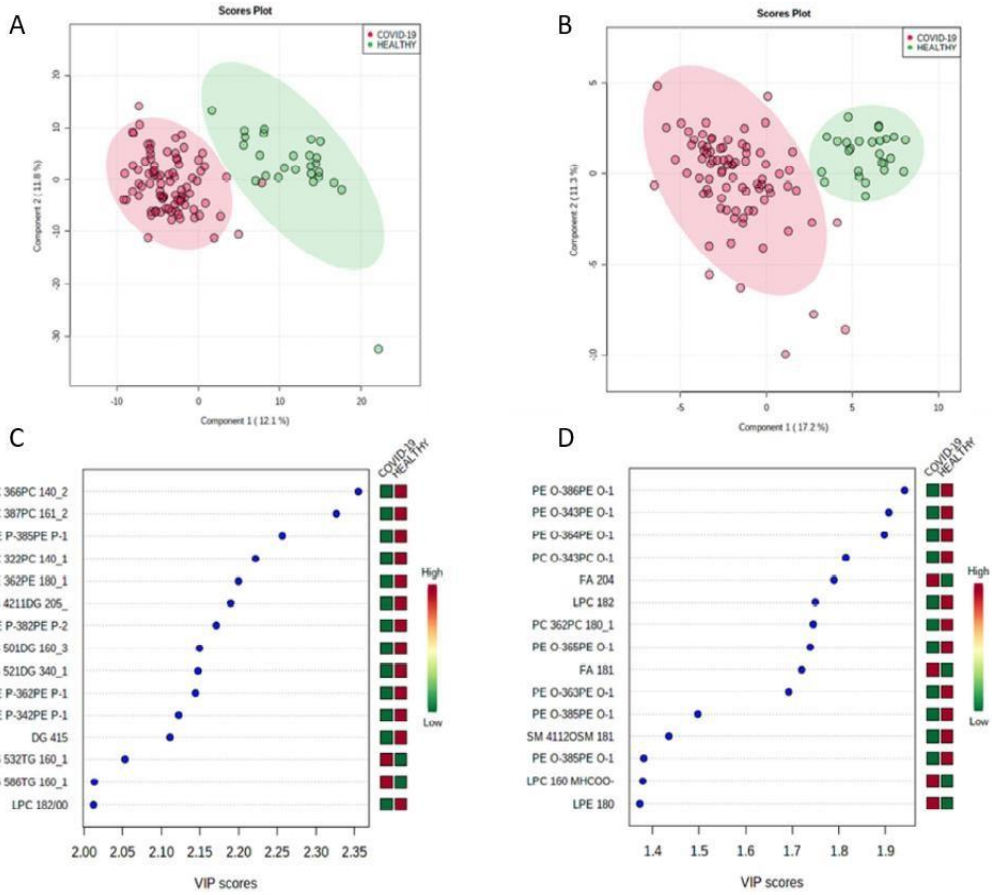 A
Scores Plot
COVID-19
HEALTHY
20
10
0
-10
-20
-30
Component 2 ( 11.8 %)
-10
0
10
20
Component 1 ( 12.1 %)
B
Scores Plot
COVID-19
HEALTHY
5
0
-5
-10
Component 2 ( 11.3 %)
-5
0
5
10
Component 1 ( 17.2 %)
C
COVID-19
HEALTHY
366PC 140_2
387PC 161_2
P-385PE P-1
322PC 140_1
362PE 180_1
4211DG 205_
P-382PE P-2
501DG 160_3
521DG 340_1
P-362PE P-1
P-342PE P-1
DG 415
532TG 160_1
586TG 160_1
LPC 182/00
High
Low
2.00
2.05
2.10
2.15
2.20
2.25
2.30
2.35
VIP scores
D
COVID-19
HEALTHY
PE O-386PE O-1
PE O-343PE O-1
PE O-364PE O-1
PC O-343PC O-1
FA 204
LPC 182
PC 362PC 180_1
PE O-365PE O-1
FA 181
PE O-363PE O-1
PE O-385PE O-1
SM 4112OSM 181
PE O-385PE O-1
LPC 160 MHCOO-
LPE 180
High
Low
1.4
1.5
1.6
1.7
1.8
1.9
VIP scores